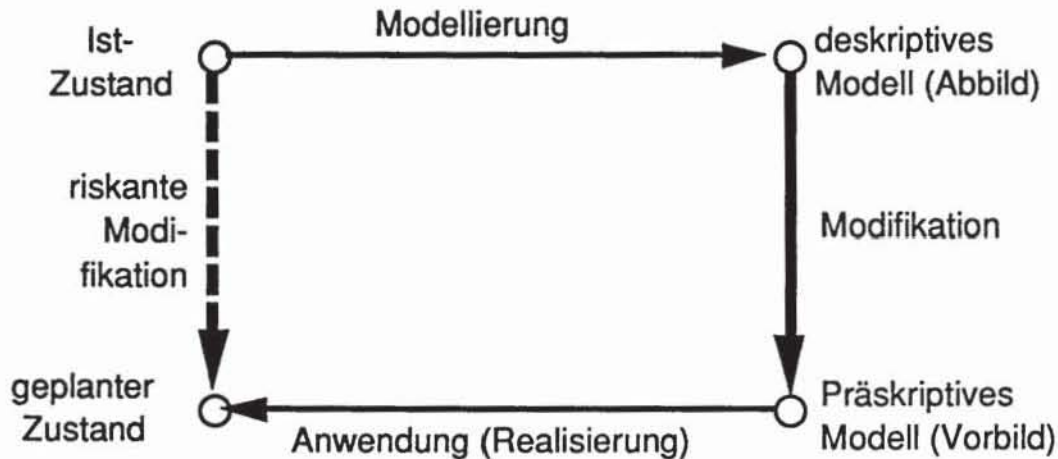 Ist-
Zustand
Modellierung
deskriptives
Modell (Abbild)
riskante
Modi-
fikation
Modifikation
geplanter
Zustand
Anwendung (Realisierung)
Präskriptives
Modell (Vorbild)